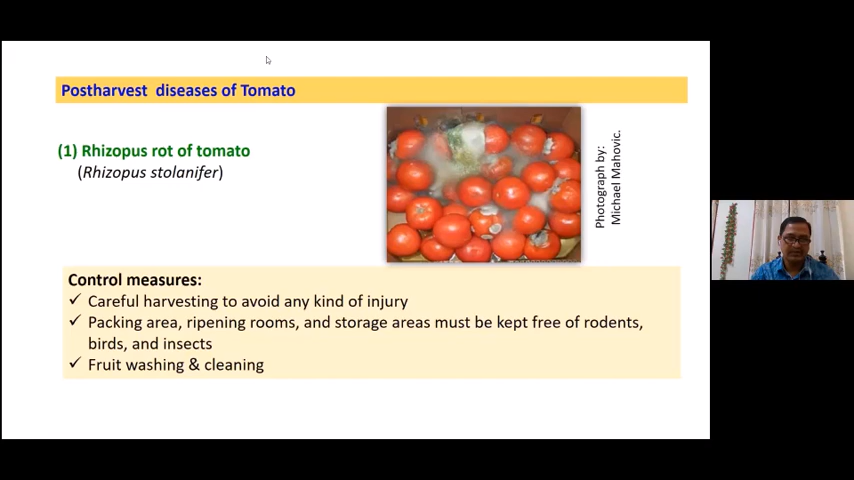 Postharvest  diseases of Tomato
(1) Rhizopus rot of tomato
(Rhizopus stolanifer)
Photograph by:
Michael Mahovic.
Control measures:
✓ Careful harvesting to avoid any kind of injury
✓ Packing area, ripening rooms, and storage areas must be kept free of rodents,
birds, and insects
✓ Fruit washing & cleaning